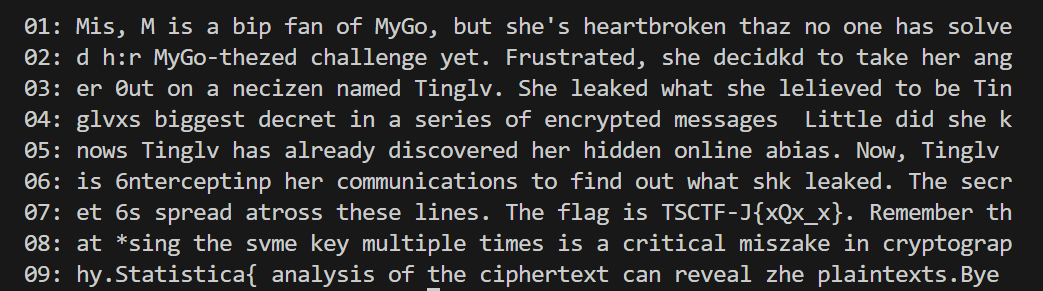 01: Mis, M is a bip fan of MyGo, but she's heartbroken thaz no one has solve
02: d h:r MyGo-thezed challenge yet. Frustrated, she decidkd to take her ang
03: er 0ut on a necizen named Tinglv. She leaked what she lelieved to be Tin
04: glvxs biggest decret in a series of encrypted messages  Little did she k
05: nows Tinglv has already discovered her hidden online abias. Now, Tinglv
06: is 6nterceptinp her communications to find out what shk leaked. The secr
07: et 6s spread atross these lines. The flag is TSCTF-J{xQx_x}. Remember th
08: at *sing the svme key multiple times is a critical miszake in cryptograp
09: hy.Statistica{ analysis of the ciphertext can reveal zhe plaintexts.Bye